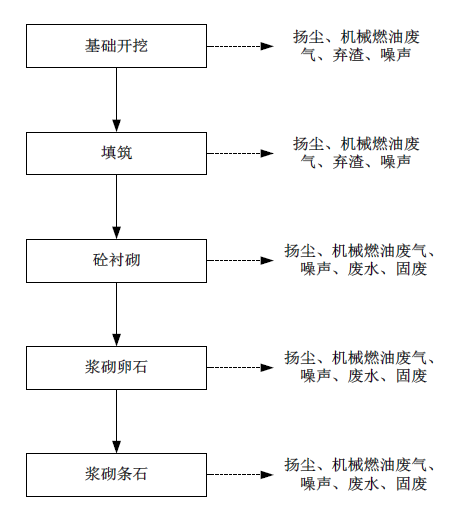 基础开挖
扬尘、机械燃油废
气、弃渣、噪声
填筑
扬尘、机械燃油废
气、弃渣、噪声
砼衬砌
扬尘、机械燃油废气、
噪声、废水、固废
浆砌卵石
扬尘、机械燃油废气、
噪声、废水、固废
浆砌条石
扬尘、机械燃油废气、
噪声、废水、固废